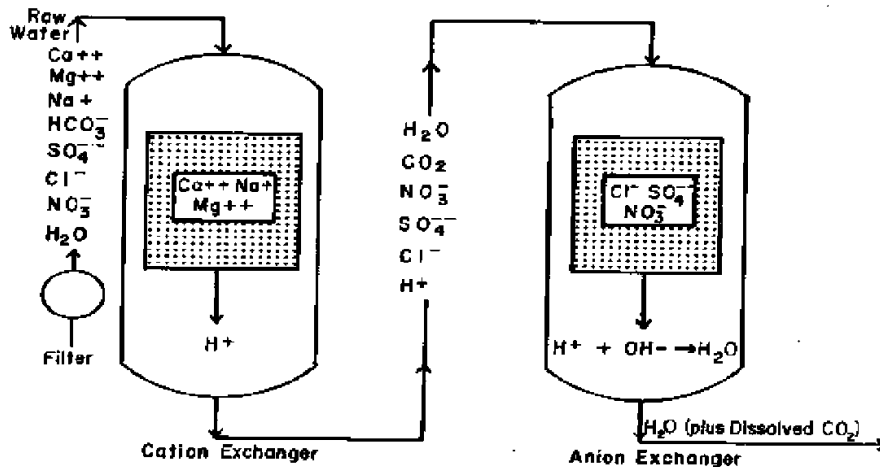 Raw
Water
Ca++
Mg++
Na+
HCO₃⁻
SO₄⁻⁻
Cl⁻
NO₃⁻
H₂O
Filter
Ca++ Na+
Mg++
H+
Cation Exchanger
H₂O
CO₂
NO₃⁻
SO₄⁻⁻
Cl⁻
H+
Cl⁻ SO₄⁻⁻
NO₃⁻
H⁺ + OH- → H₂O
H₂O (plus Dissolved CO₂)
Anion Exchanger